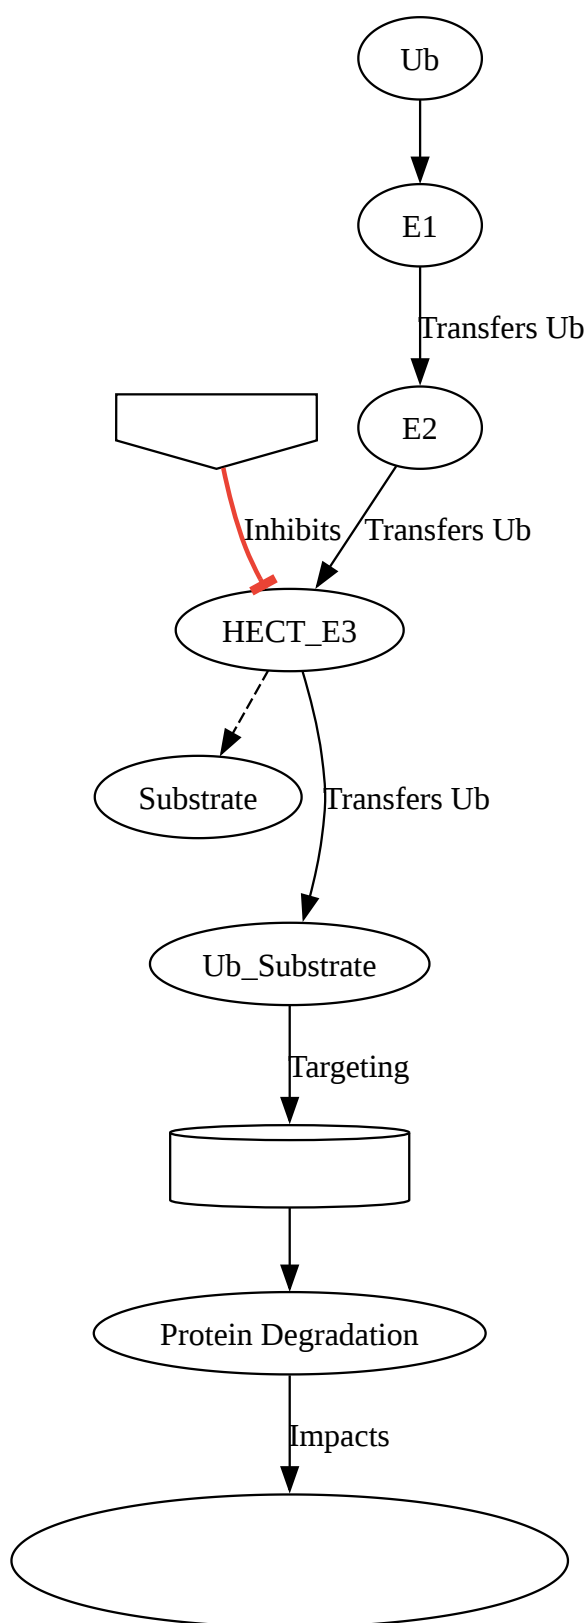 Ub
E1
Transfers Ub
E2
Inhibits
Transfers Ub
HECT_E3
Substrate
Transfers Ub
Ub_Substrate
Targeting
Protein Degradation
Impacts